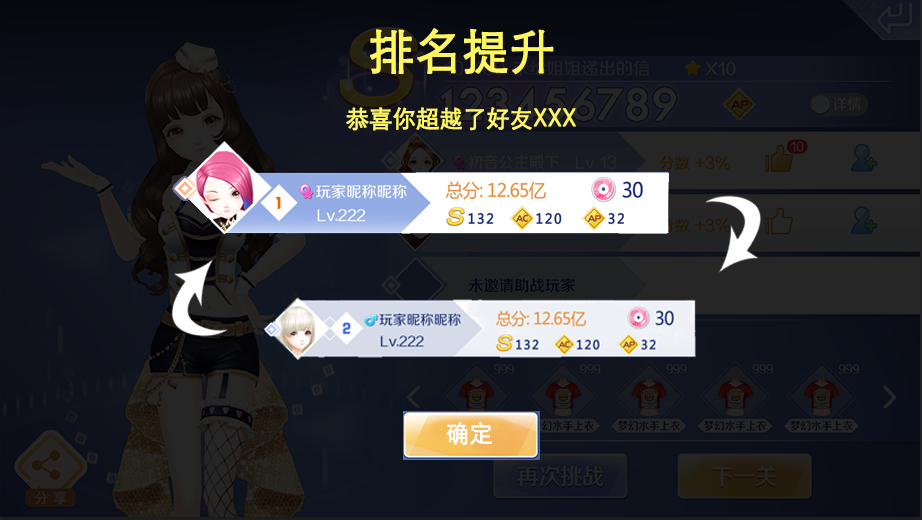 排名提升
姐姐递出的信 X10
S
123456789 AP 详情
恭喜你超越了好友XXX
初音公主殿下 Lv 13 分数 +3% 10
1 玩家昵称昵称 总分: 12.65亿 30
Lv.222 S 132 AC 120 AP 32
分数 +3%
未邀请助战玩家
2 玩家昵称昵称 总分: 12.65亿 30
Lv.222 S 132 AC 120 AP 32
999 999 999 999 999
幻水手上衣 梦幻水手上衣 梦幻水手上衣 梦幻水手上衣
确定
再次挑战 下一关
分享